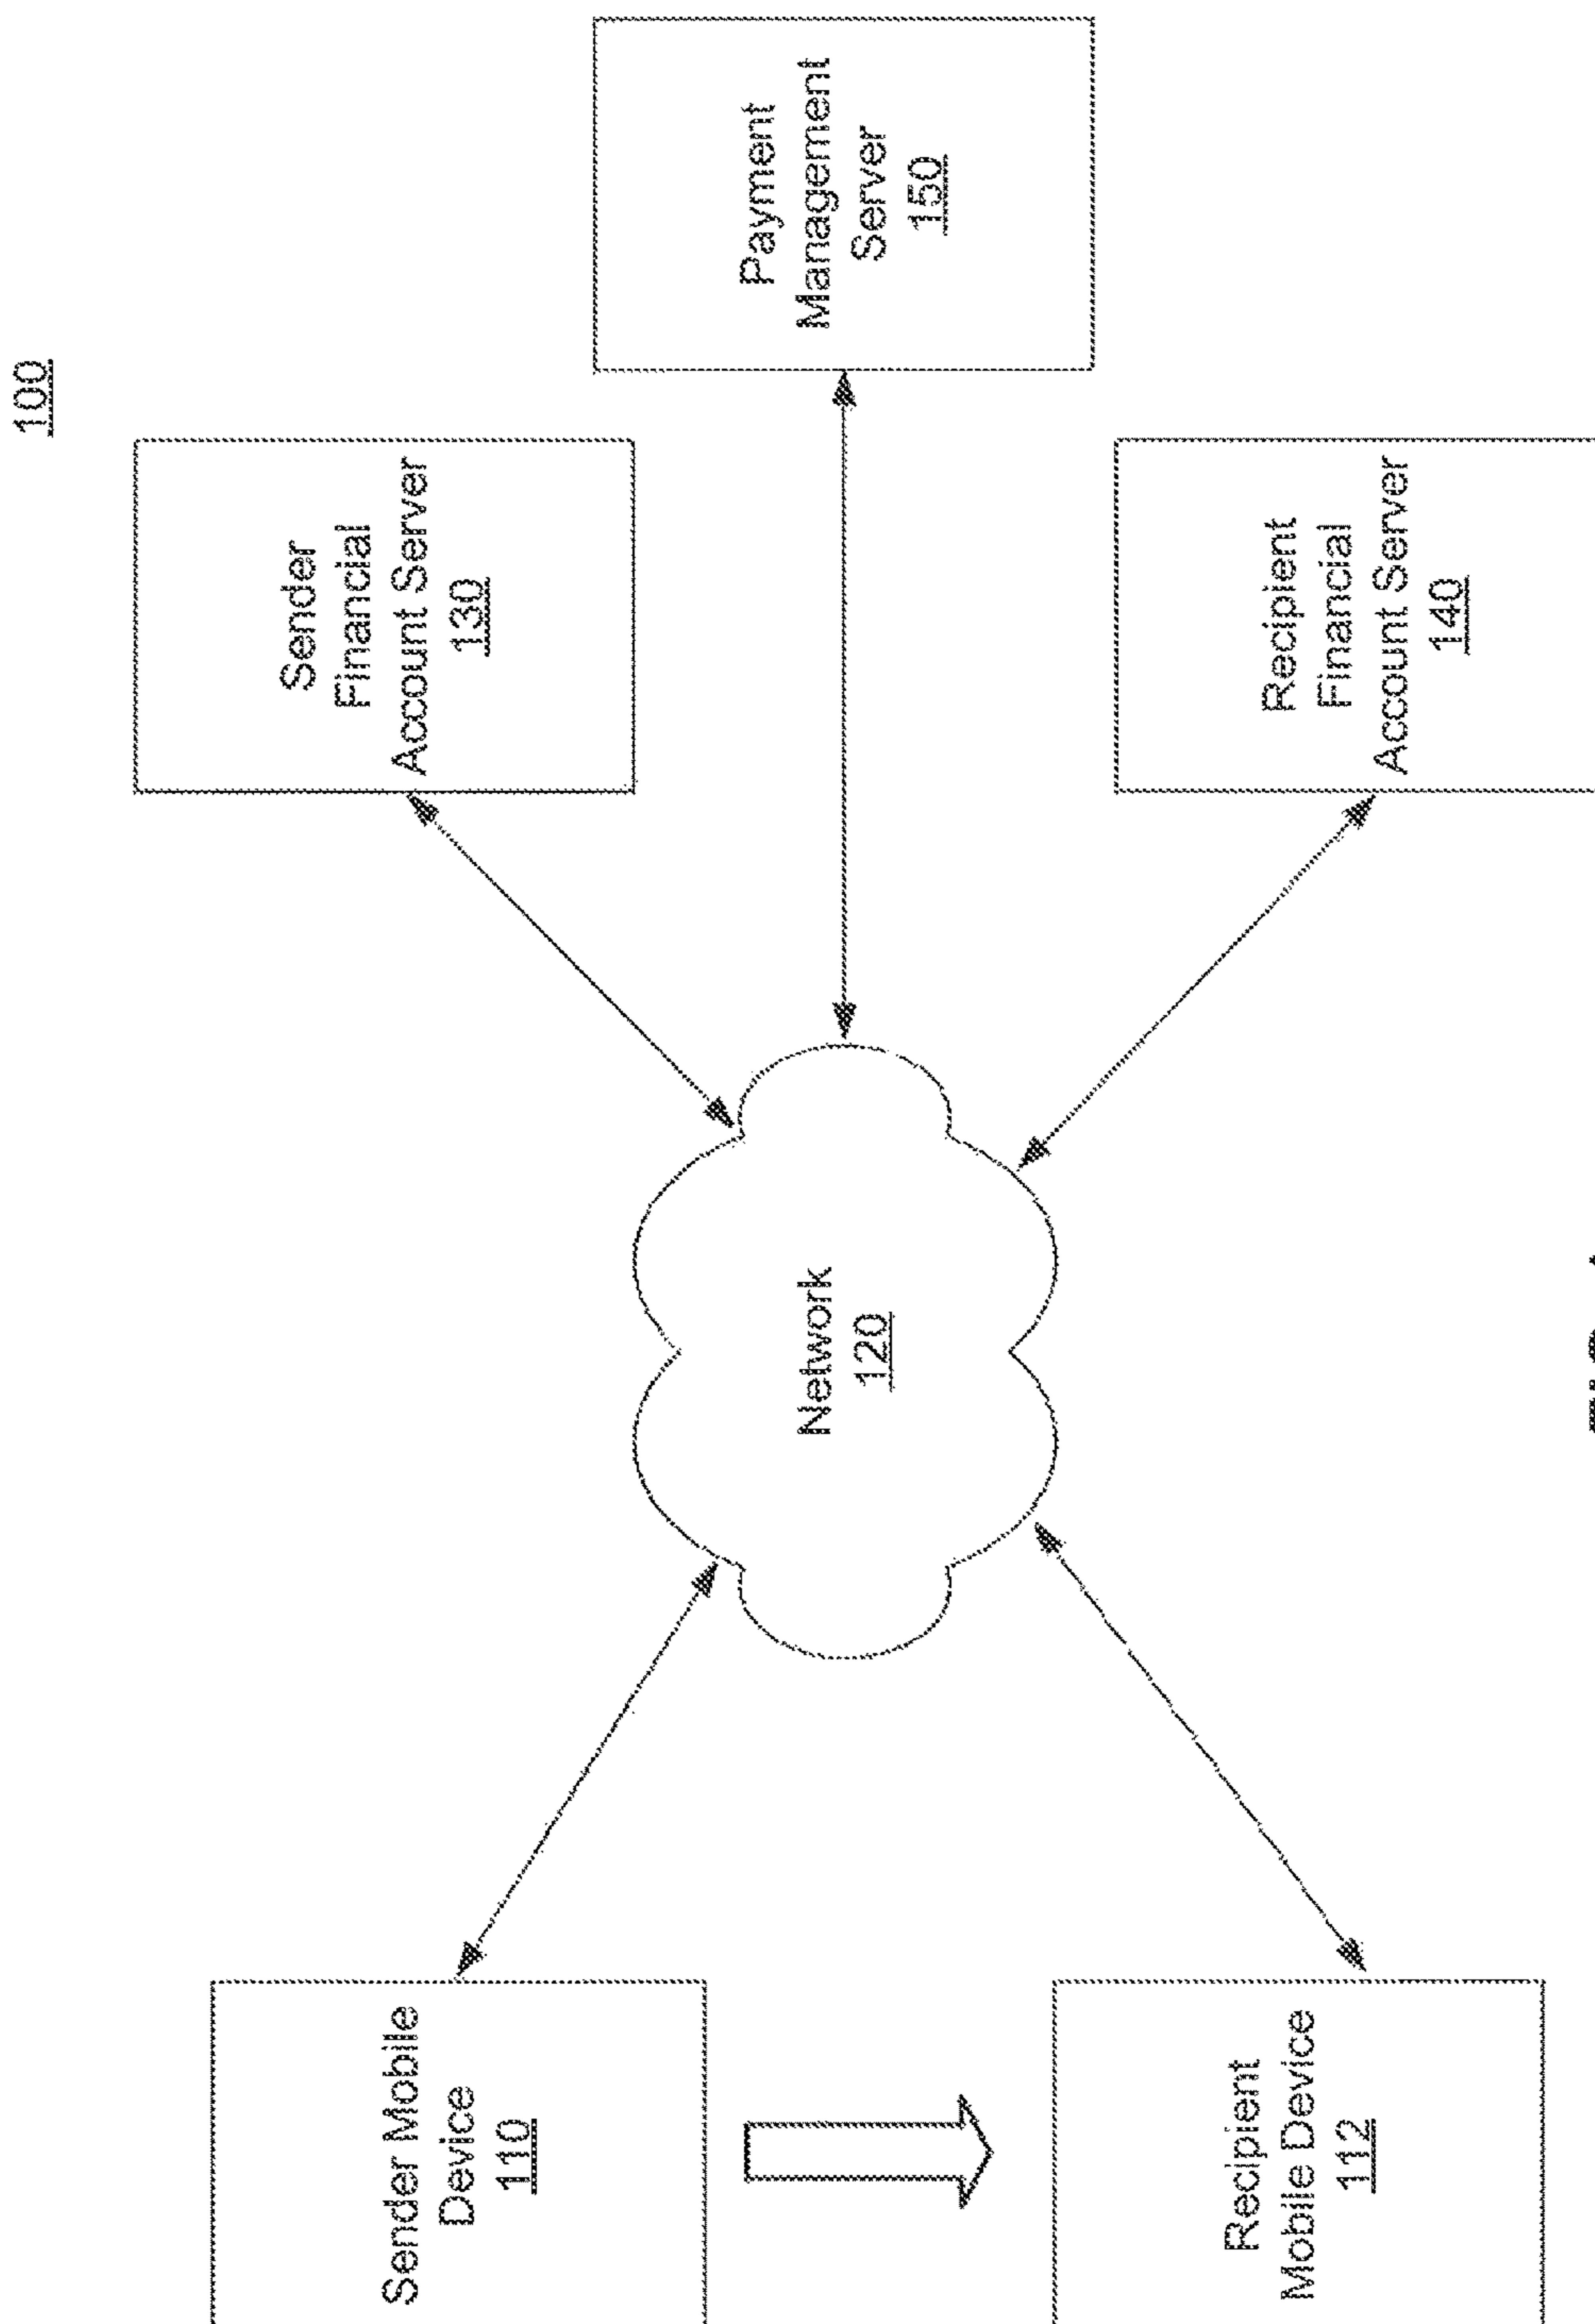 100
Sender Mobile
Device
110
Recipient
Mobile Device
112
Network
120
Sender
Financial
Account Server
130
Payment
Management
Server
150
Recipient
Financial
Account Server
140